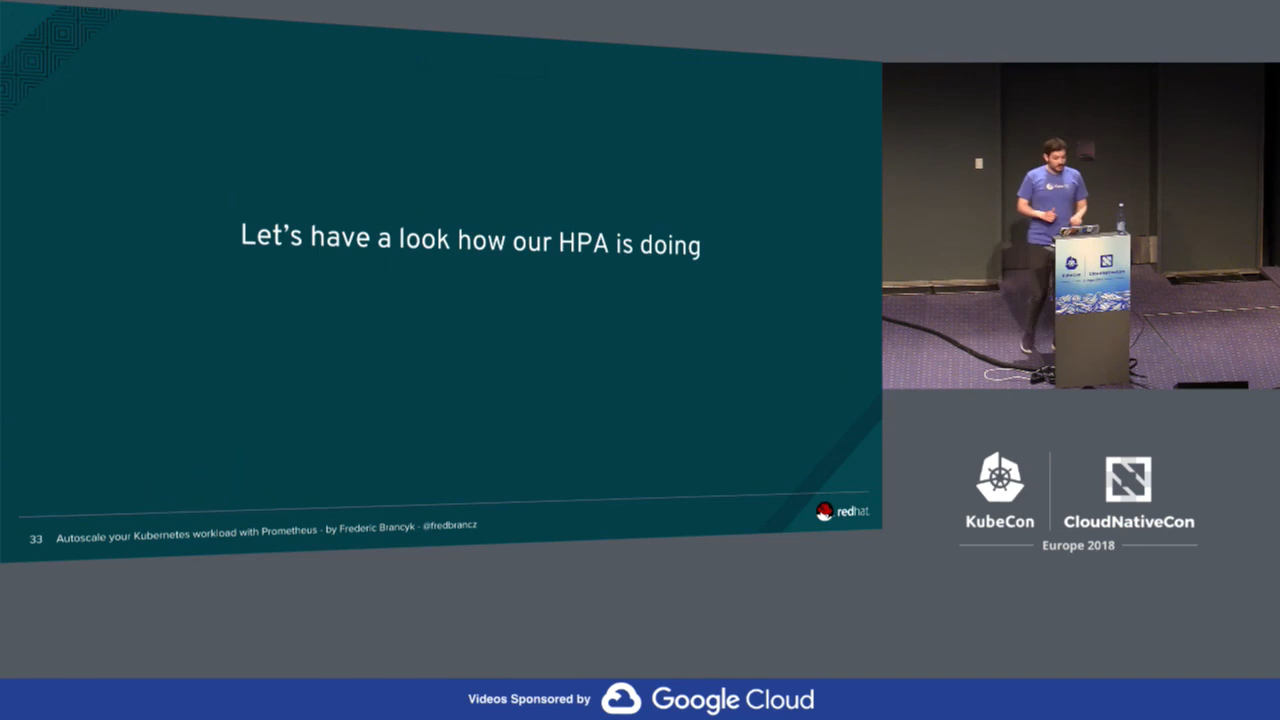 Let's have a look how our HPA is doing
33 Autoscale your Kubernetes workload with Prometheus - by Frederic Brancyk - @fredbrancz
redhat.
KubeCon
CloudNativeCon
Europe 2018
Videos Sponsored by Google Cloud